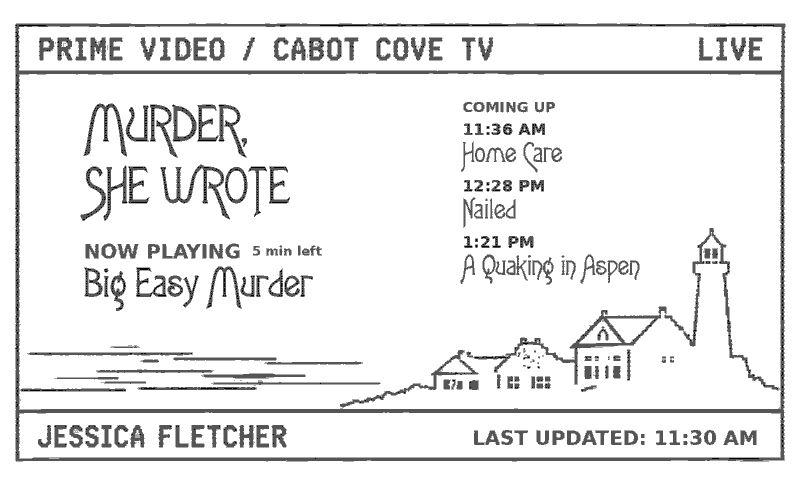 PRIME VIDEO / CABOT COVE TV
LIVE
MURDER,
SHE WROTE
NOW PLAYING 5 min left
Big Easy Murder
COMING UP
11:36 AM
Home Care
12:28 PM
Nailed
1:21 PM
A Quaking in Aspen
JESSICA FLETCHER
LAST UPDATED: 11:30 AM